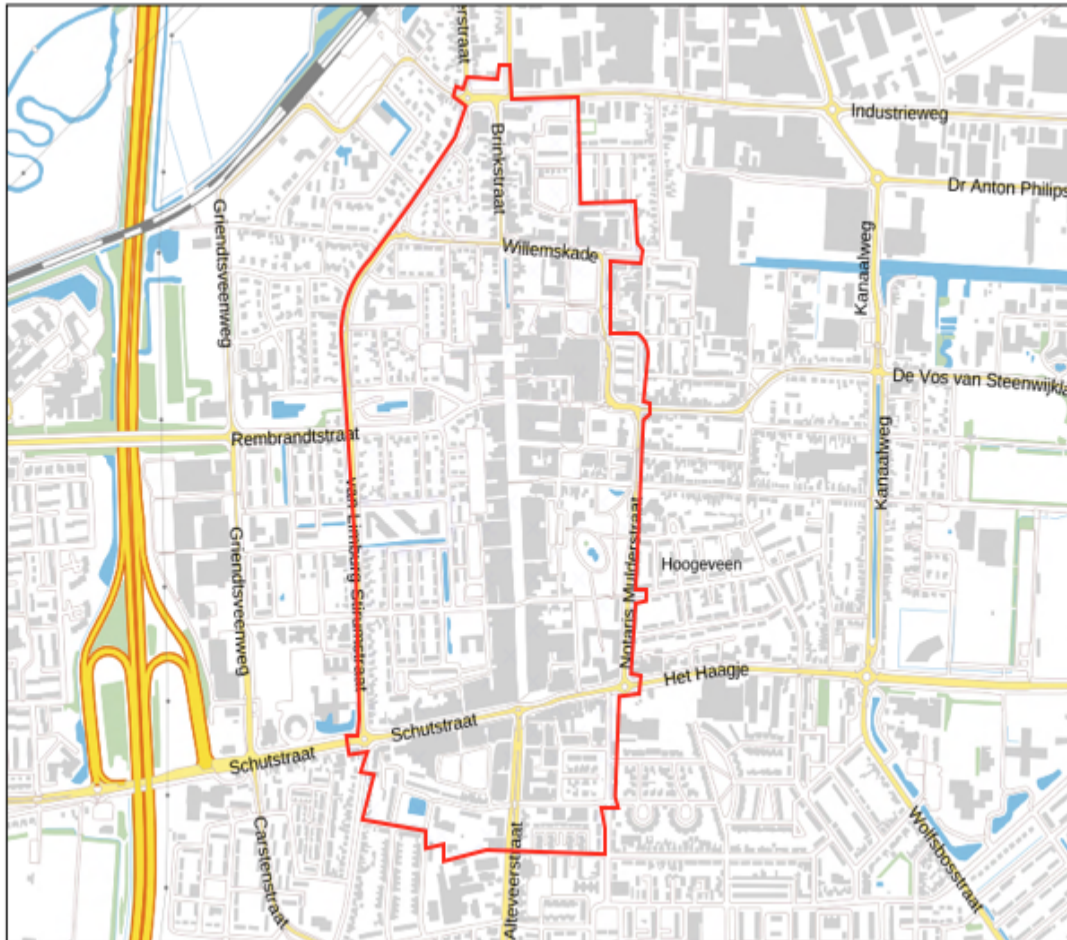 erstraat
Industrieweg
Brinkstraat
Dr Anton Philips
Griendtsveenweg
Willemskade
Kanaalweg
De Vos van Steenwijkla
Rembrandtstraat
Kanaalweg
van Limburg Stirumstraat
Notaris Mulderstraat
Griendtsveenweg
Hoogeveen
Het Haagje
Schutstraat
Schutstraat
Carstenstraat
Alteveerstraat
Wolfsbosstraat